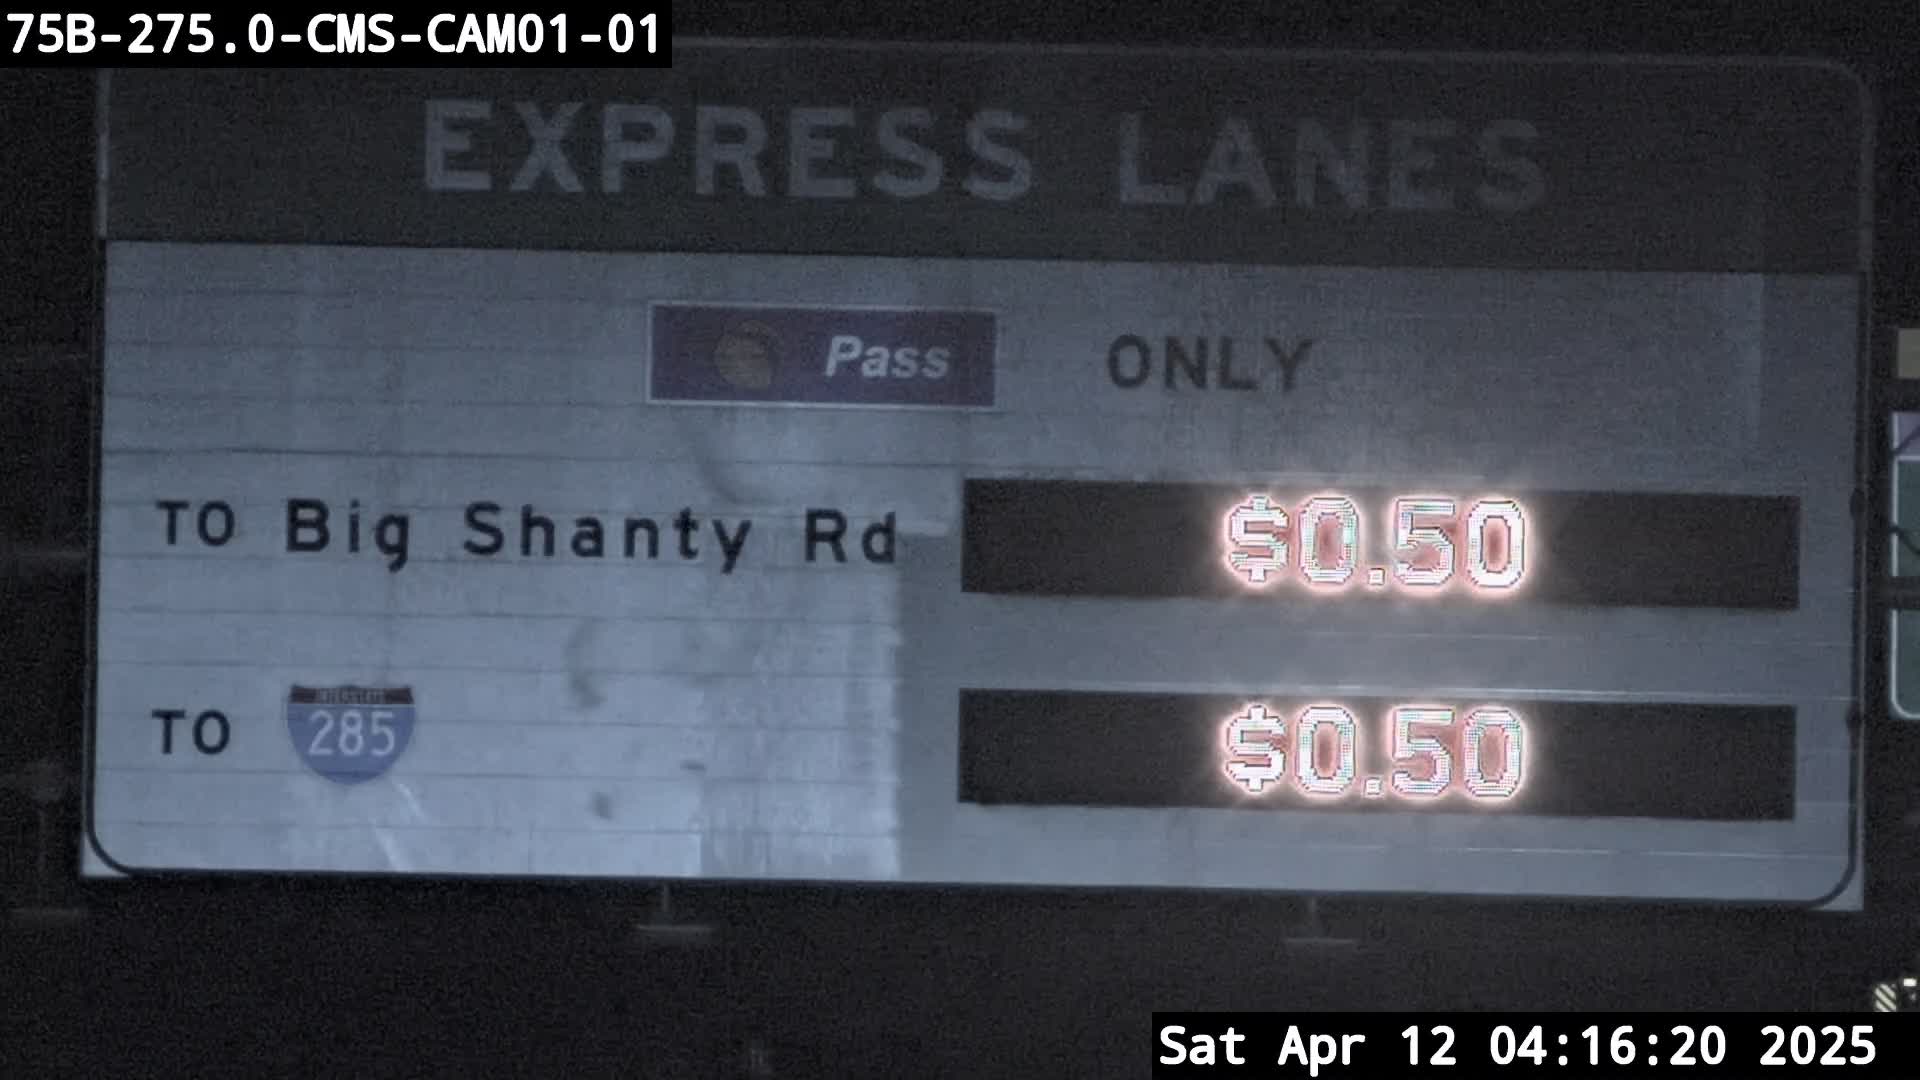 75B-275.0-CMS-CAM01-01
EXPRESS LANES
Pass ONLY
TO Big Shanty Rd $0.50
INTERSTATE
TO 285 $0.50
Sat Apr 12 04:16:20 2025